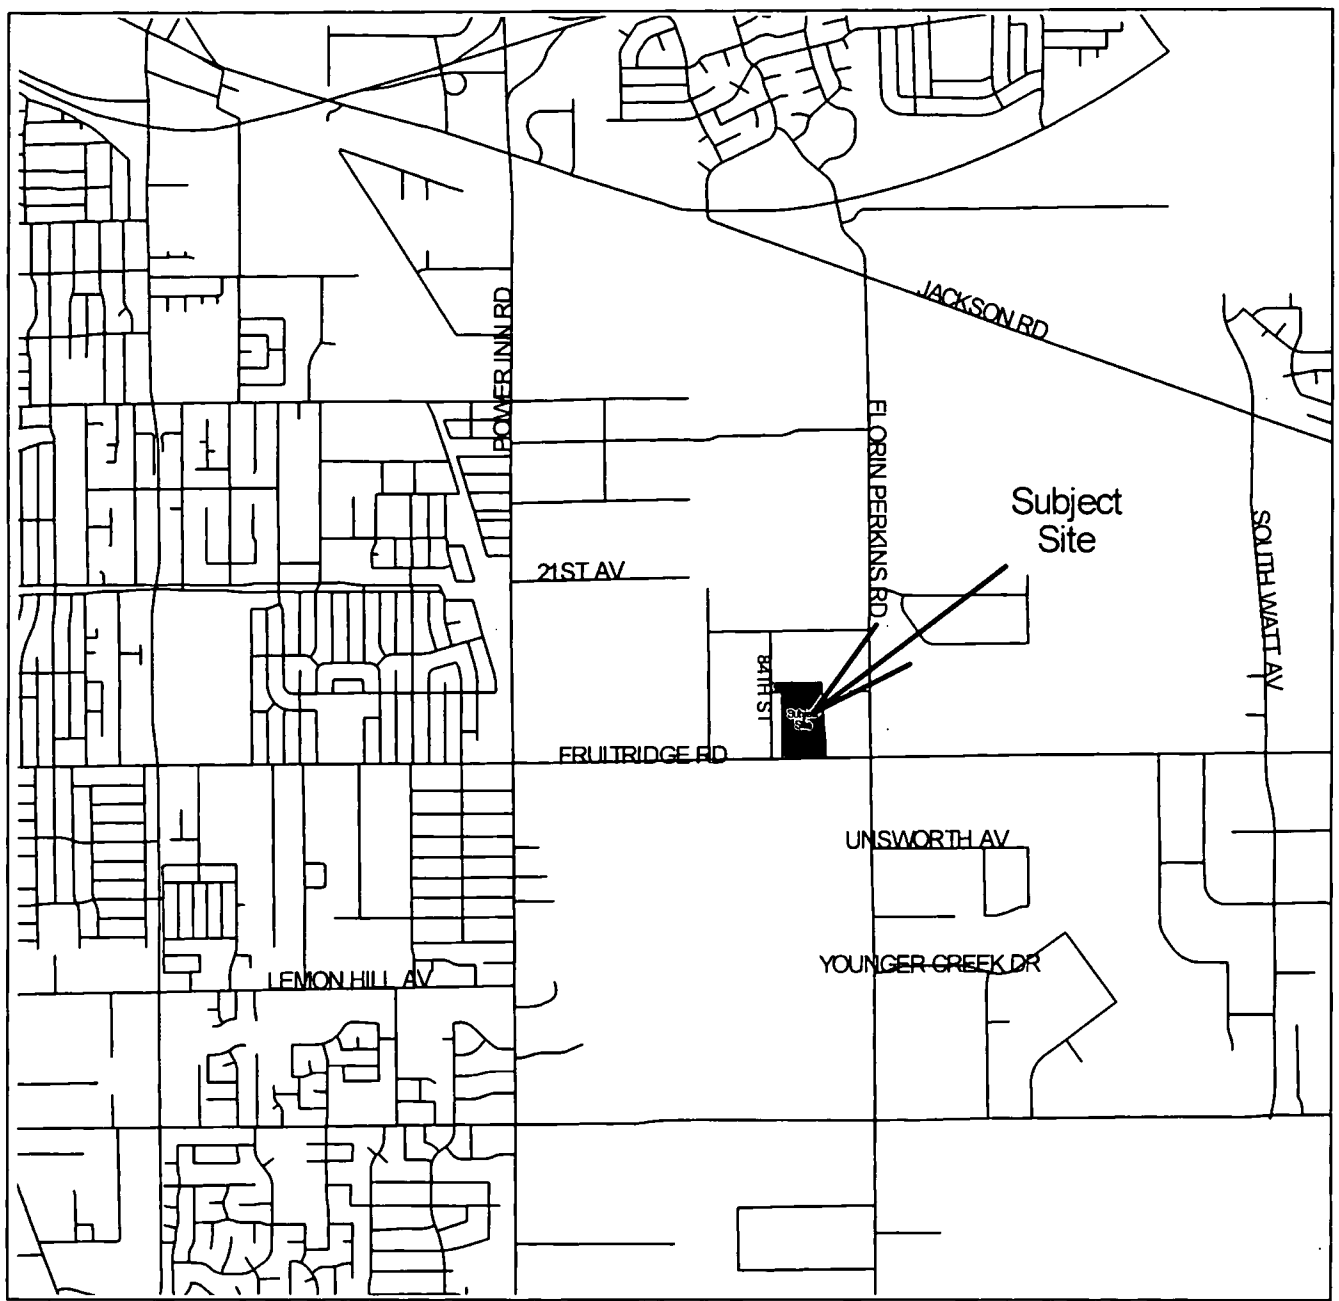 JACKSON RD
POWER INN RD
FLORIN PERKINS RD
Subject
Site
SOUTH WATT AV
21ST AV
84TH ST
FRUITRIDGE RD
UNSWORTH AV
YOUNGER CREEK DR
LEMON HILL AV